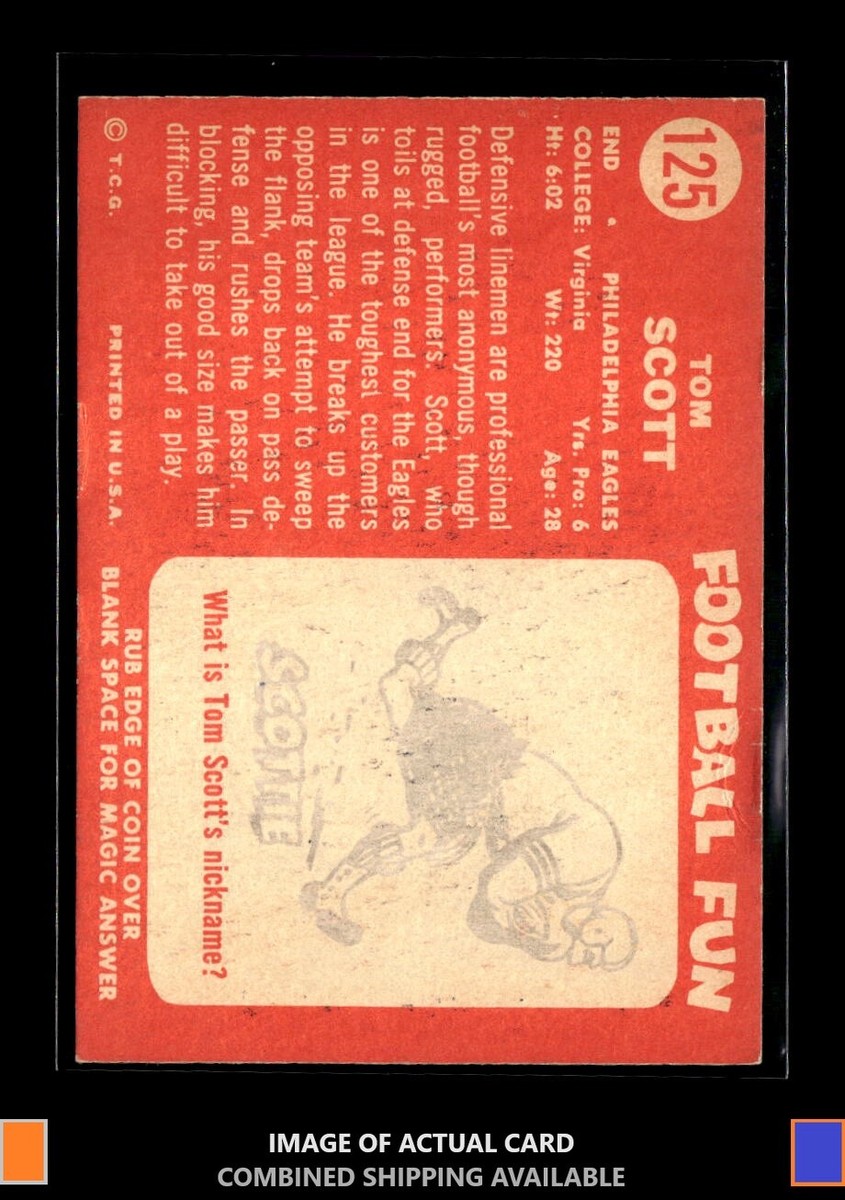 125
TOM
SCOTT
END PHILADELPHIA EAGLES
COLLEGE: Virginia Yrs. Pro: 6
Ht: 6:02 Wt: 220 Age: 28
Defensive linemen are professional
football's most anonymous, though
rugged, performers. Scott, who
toils at defense end for the Eagles
is one of the toughest customers
in the league. He breaks up the
opposing team's attempt to sweep
the flank, drops back on pass de-
fense and rushes the passer. In
blocking, his good size makes him
difficult to take out of a play.
© T.C.G. PRINTED IN U.S.A.
FOOTBALL FUN
SCOTTIE
What is Tom Scott's nickname?
RUB EDGE OF COIN OVER
BLANK SPACE FOR MAGIC ANSWER
IMAGE OF ACTUAL CARD
COMBINED SHIPPING AVAILABLE